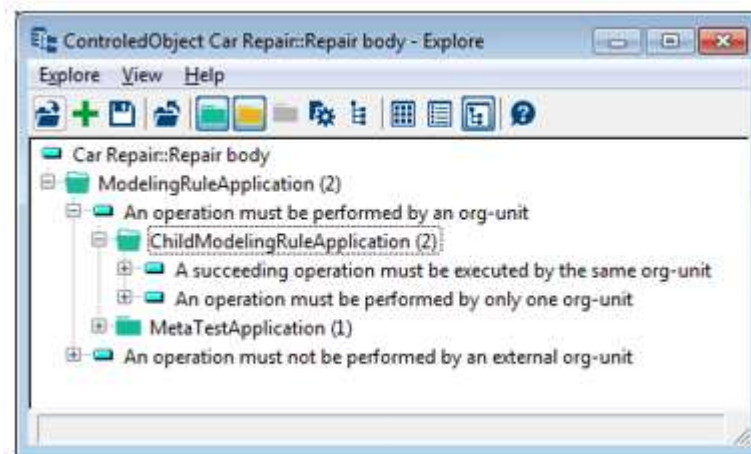 ControledObject Car Repair::Repair body - Explore
Explore View Help
Car Repair::Repair body
ModelingRuleApplication (2)
An operation must be performed by an org-unit
ChildModelingRuleApplication (2)
A succeeding operation must be executed by the same org-unit
An operation must be performed by only one org-unit
MetaTestApplication (1)
An operation must not be performed by an external org-unit